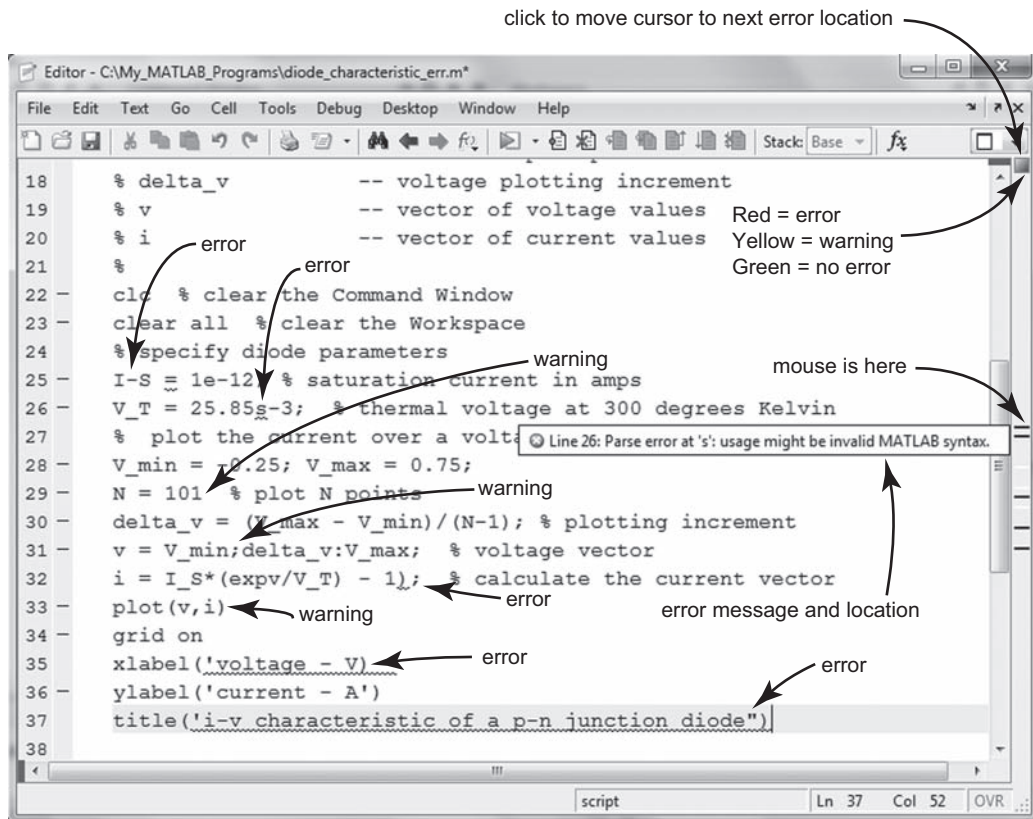 click to move cursor to next error location
Editor - C:\My_MATLAB_Programs\diode_characteristic_err.m*
File Edit Text Go Cell Tools Debug Desktop Window Help
Stack: Base fx
18 % delta_v -- voltage plotting increment
19 % v -- vector of voltage values
20 % i -- vector of current values
21 %
22 – clc % clear the Command Window
23 – clear all % clear the Workspace
24 % specify diode parameters
25 – I-S = 1e-12; % saturation current in amps
26 – V_T = 25.85s-3; % thermal voltage at 300 degrees Kelvin
27 % plot the current over a volta
28 – V_min = -0.25; V_max = 0.75;
29 – N = 101 % plot N points
30 – delta_v = (V_max - V_min)/(N-1); % plotting increment
31 – v = V_min;delta_v:V_max; % voltage vector
32 i = I_S*(expv/V_T) - 1); % calculate the current vector
33 – plot(v,i)
34 – grid on
35 xlabel('voltage - V)
36 – ylabel('current - A')
37 title('i-v characteristic of a p-n junction diode")
38
Red = error
Yellow = warning
Green = no error
error
error
warning
mouse is here
Line 26: Parse error at 's': usage might be invalid MATLAB syntax.
warning
error
warning
error message and location
error
error
script Ln 37 Col 52 OVR